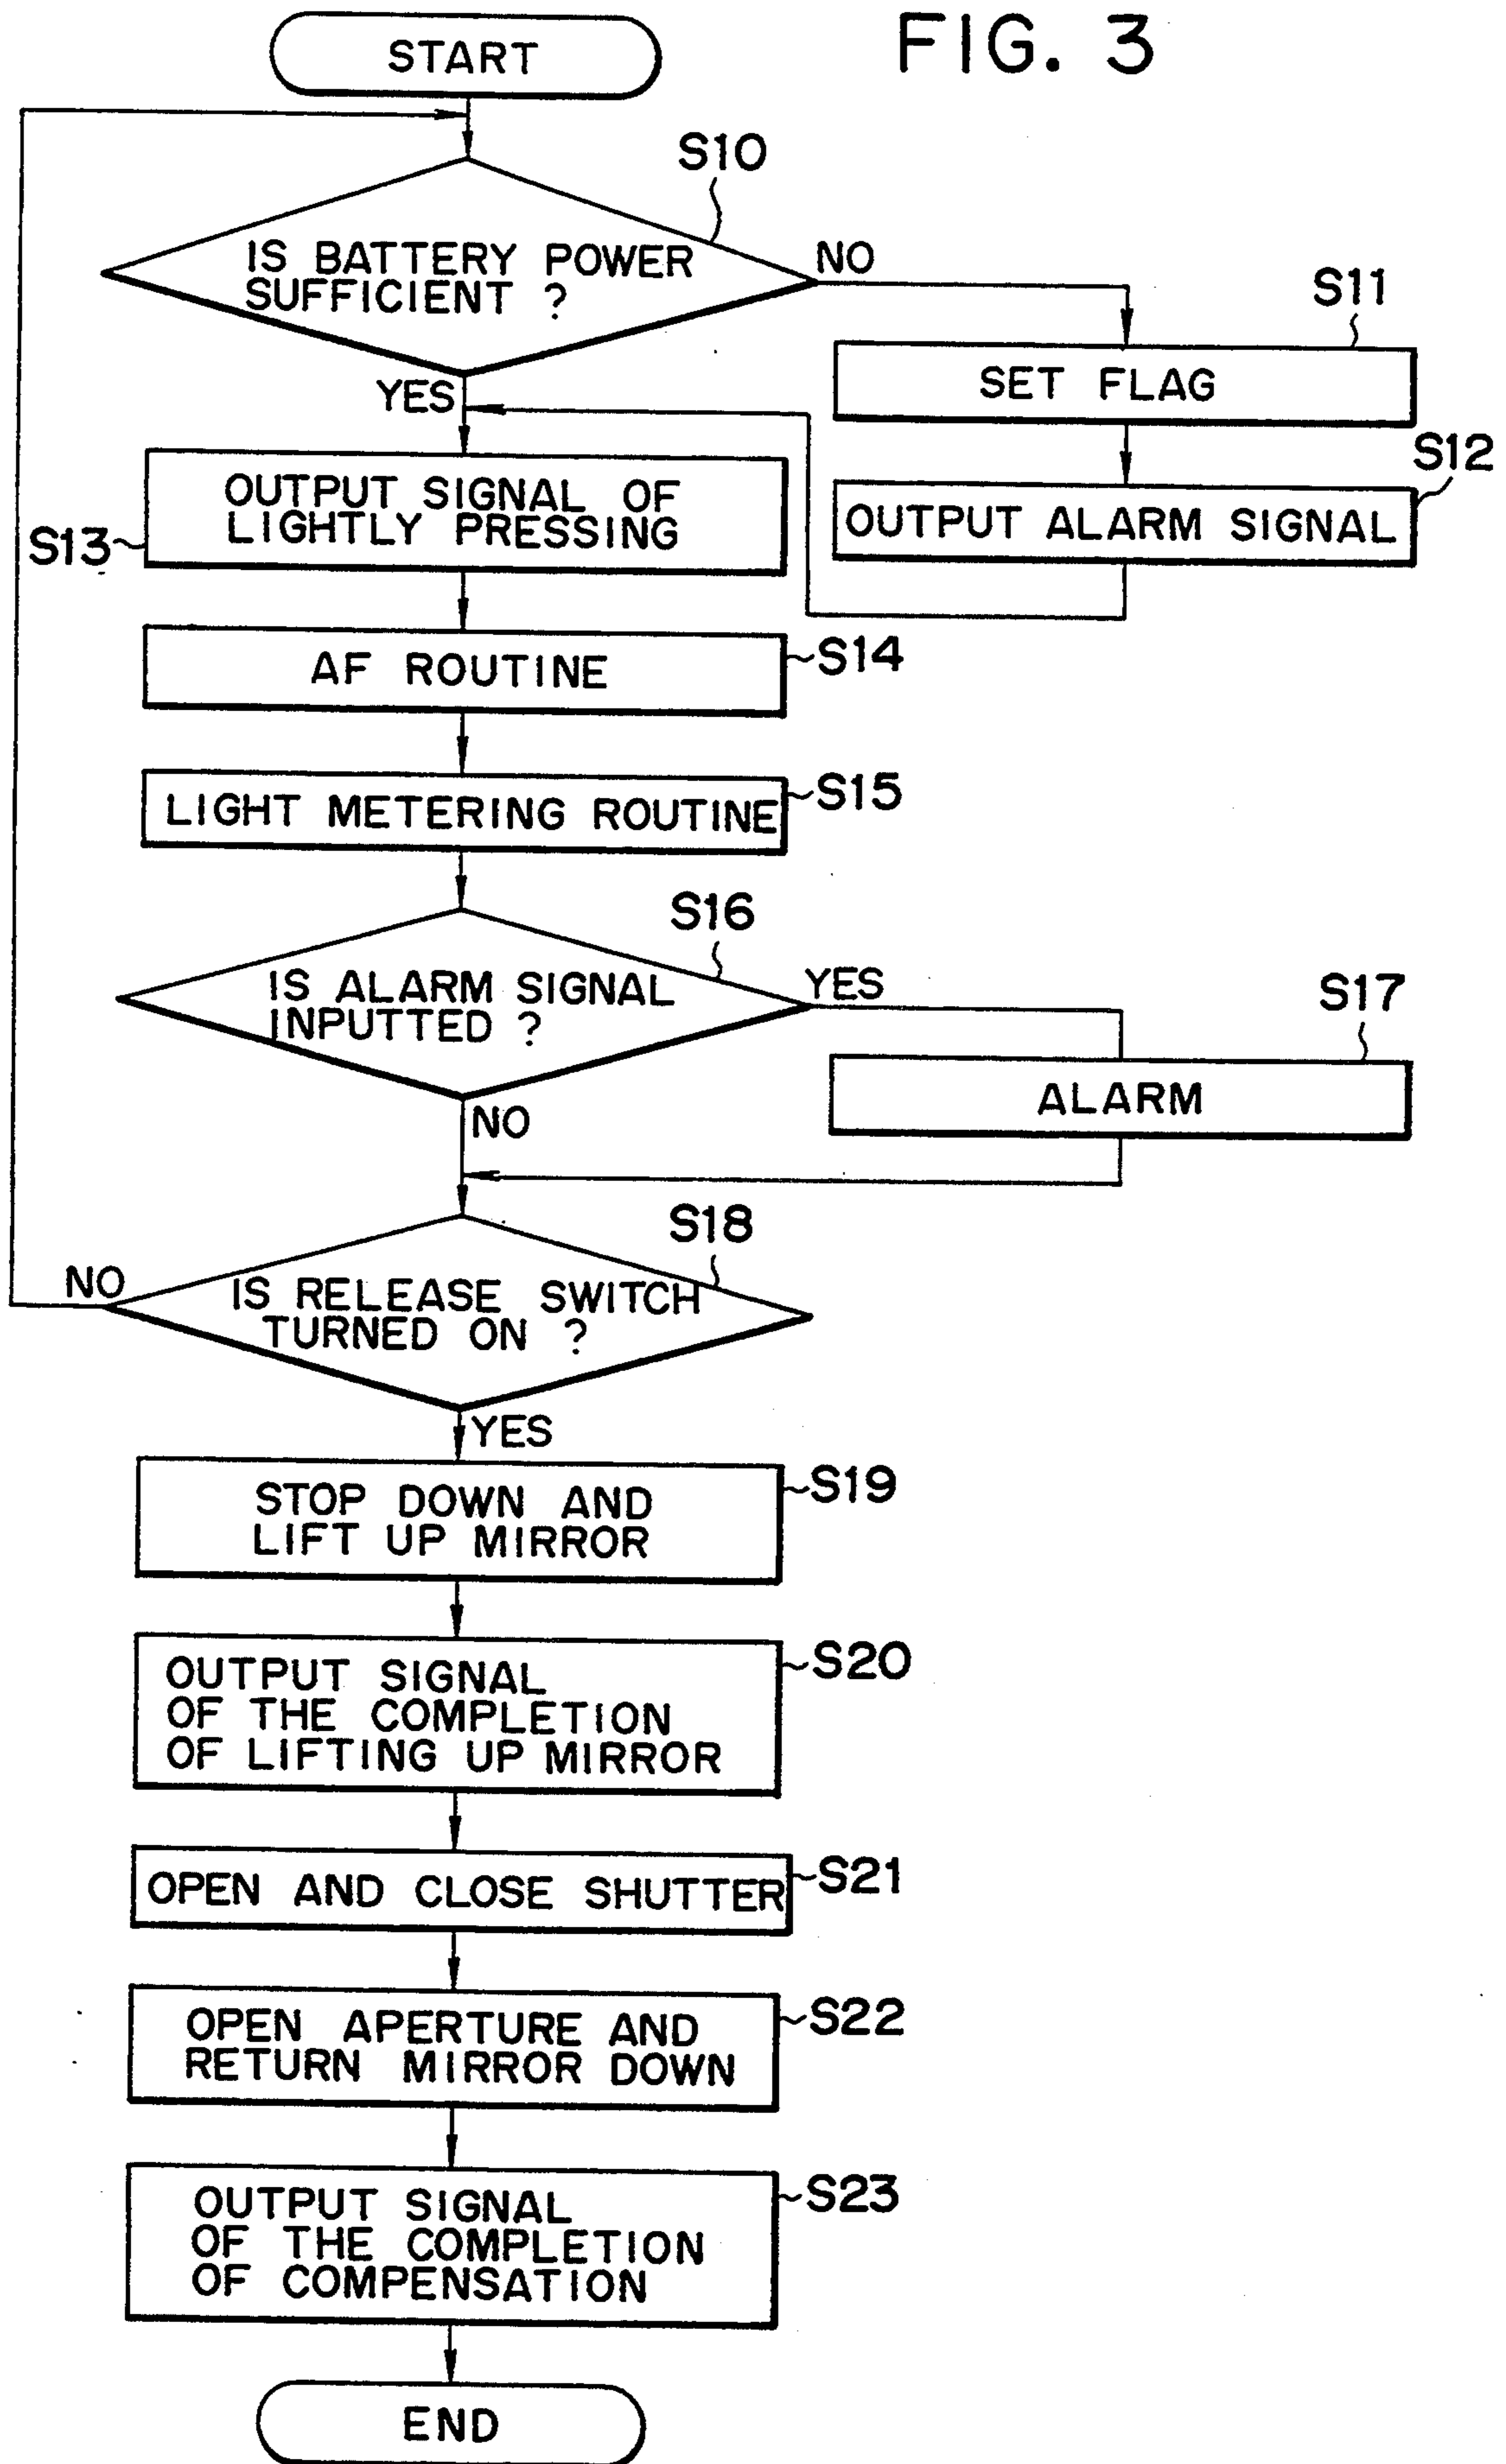 FIG. 3
START
S10
IS BATTERY POWER
SUFFICIENT ?
NO
S11
SET FLAG
YES
S12
OUTPUT ALARM SIGNAL
OUTPUT SIGNAL OF
LIGHTLY PRESSING
S13
AF ROUTINE
S14
LIGHT METERING ROUTINE
S15
S16
IS ALARM SIGNAL
INPUTTED ?
YES
S17
ALARM
NO
S18
NO
IS RELEASE SWITCH
TURNED ON ?
YES
STOP DOWN AND
LIFT UP MIRROR
S19
OUTPUT SIGNAL
OF THE COMPLETION
OF LIFTING UP MIRROR
S20
OPEN AND CLOSE SHUTTER
S21
OPEN APERTURE AND
RETURN MIRROR DOWN
S22
OUTPUT SIGNAL
OF THE COMPLETION
OF COMPENSATION
S23
END